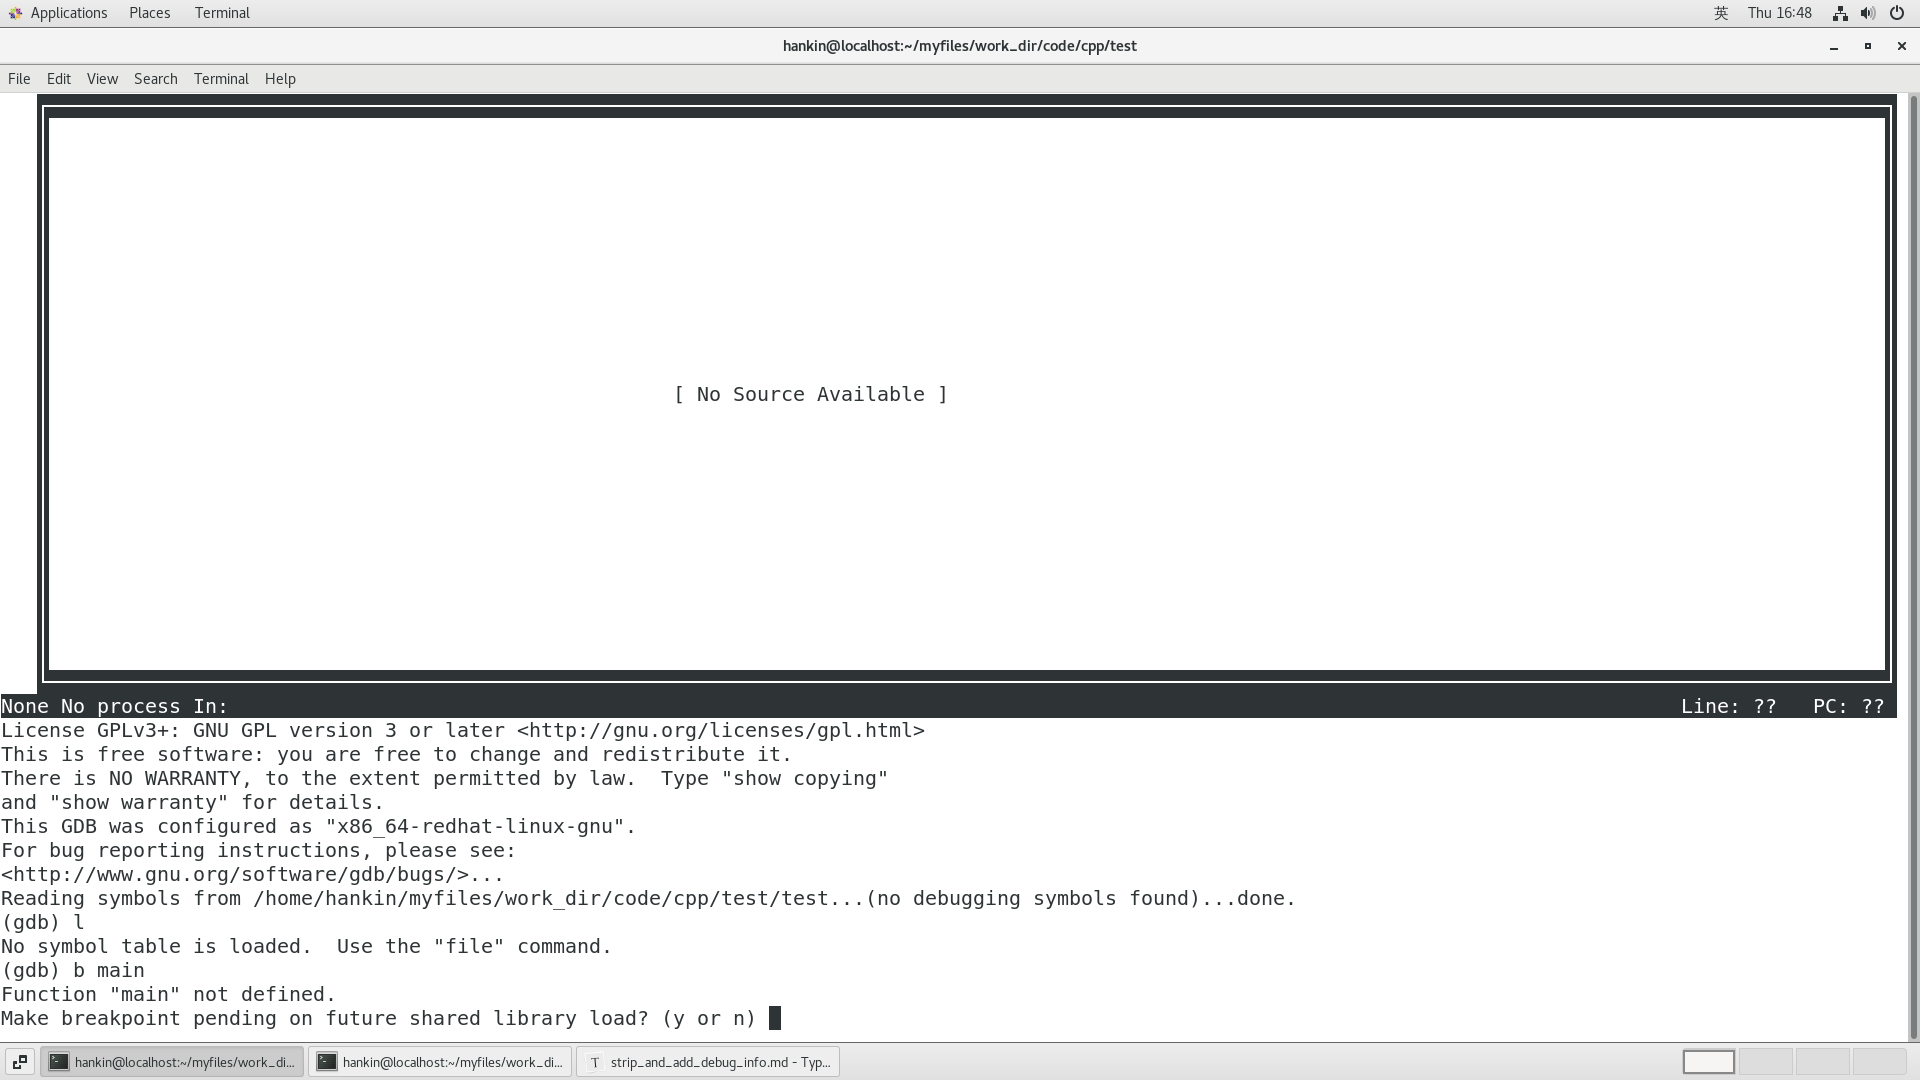 Applications Places Terminal 英 Thu 16:48
hankin@localhost:~/myfiles/work_dir/code/cpp/test
File Edit View Search Terminal Help
[ No Source Available ]
None No process In: Line: ?? PC: ??
License GPLv3+: GNU GPL version 3 or later <http://gnu.org/licenses/gpl.html>
This is free software: you are free to change and redistribute it.
There is NO WARRANTY, to the extent permitted by law.  Type "show copying"
and "show warranty" for details.
This GDB was configured as "x86_64-redhat-linux-gnu".
For bug reporting instructions, please see:
<http://www.gnu.org/software/gdb/bugs/>...
Reading symbols from /home/hankin/myfiles/work_dir/code/cpp/test/test...(no debugging symbols found)...done.
(gdb) l
No symbol table is loaded.  Use the "file" command.
(gdb) b main
Function "main" not defined.
Make breakpoint pending on future shared library load? (y or n)
hankin@localhost:~/myfiles/work_di... hankin@localhost:~/myfiles/work_di... T strip_and_add_debug_info.md - Typ...